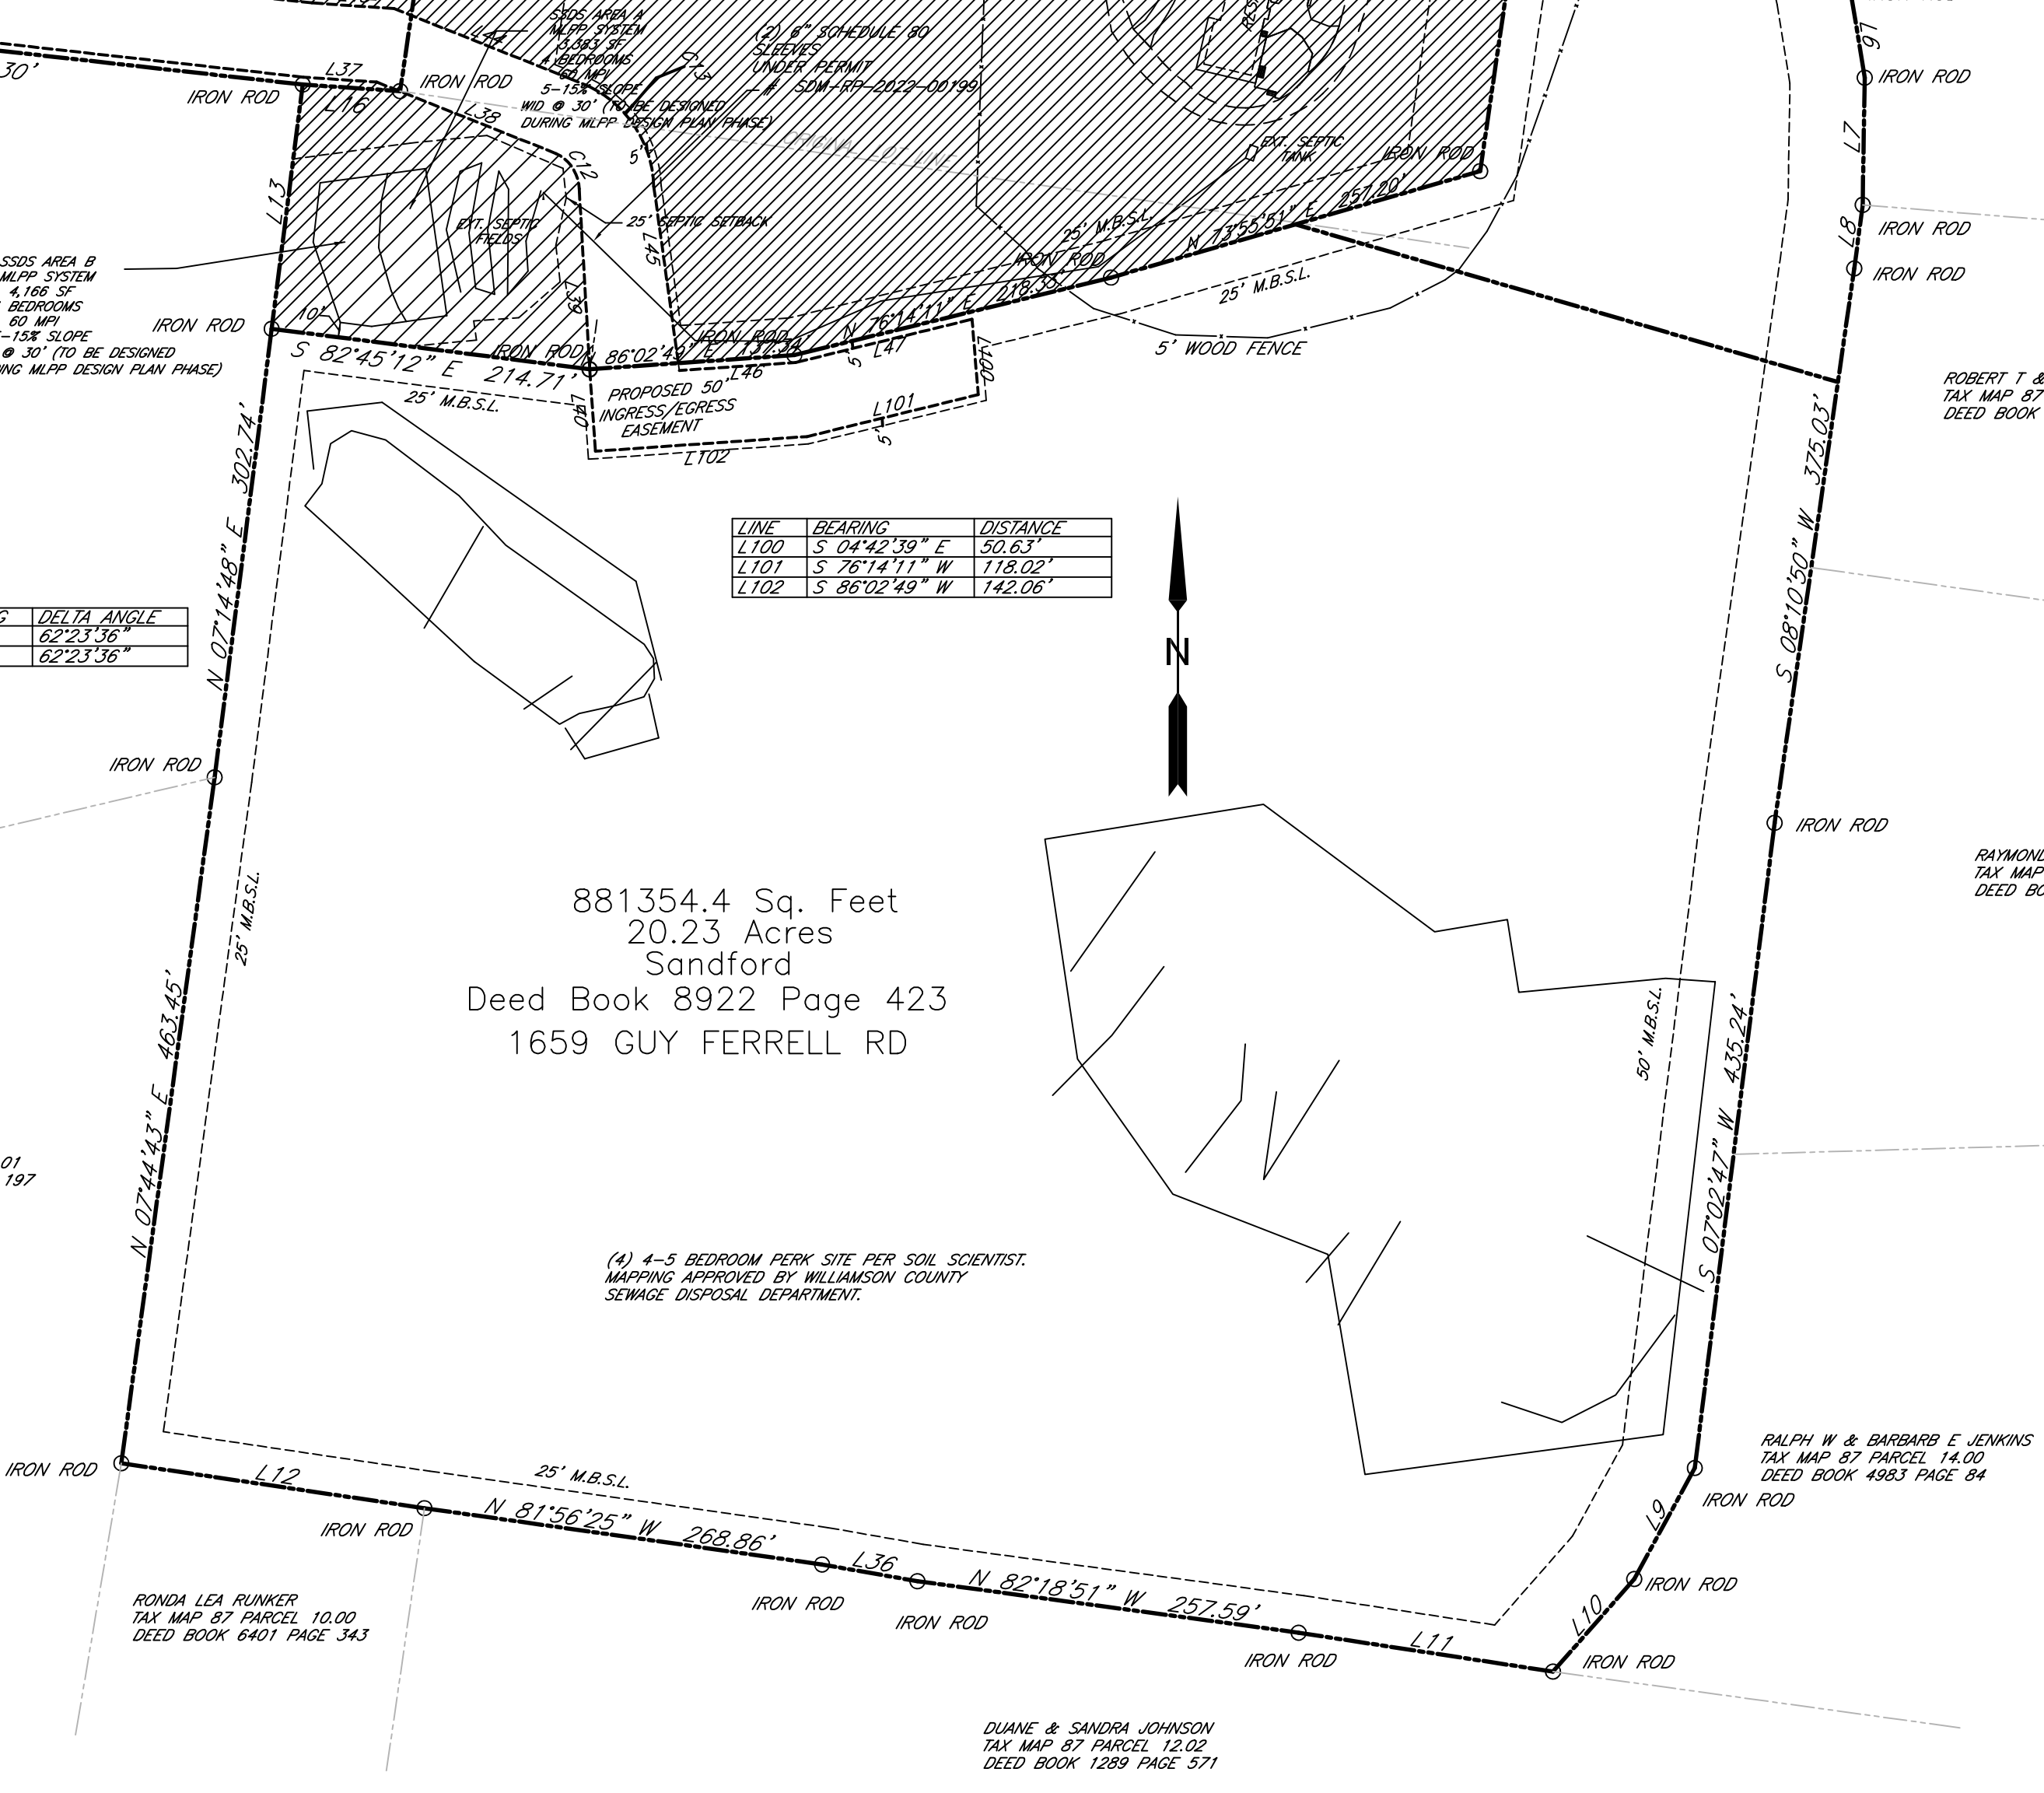 SSDS AREA A
MLPP SYSTEM
3,383 SF
4 BEDROOMS
60 MPI
5-15% SLOPE
WID @ 30' (TO BE DESIGNED
DURING MLPP DESIGN PLAN PHASE)
(2) 6" SCHEDULE 80
SLEEVES
UNDER PERMIT
# SDM-RP-2022-00199
L44
C13
30'
L37
IRON ROD
IRON ROD
L16
L38
C12
5'
ORIGINAL LOT LINE
EXT. SEPTIC
TANK
IRON ROD
L6
IRON ROD
L7
L8
IRON ROD
IRON ROD
L13
EXT. SEPTIC
FIELDS
25' SEPTIC SETBACK
L45
L39
25' M.B.S.L.
N 73°55'51" E 257.20'
IRON ROD
25' M.B.S.L.
SSDS AREA B
MLPP SYSTEM
4,166 SF
BEDROOMS
60 MPI
-15% SLOPE
@ 30' (TO BE DESIGNED
ING MLPP DESIGN PLAN PHASE)
IRON ROD
10'
S 82°45'12" E 214.71'
IRON ROD
N 86°02'49" E 137.34'
IRON ROD
N 76°14'11" E 218.33'
L46
5'
L47
L100
5' WOOD FENCE
25' M.B.S.L.
L40
PROPOSED 50'
INGRESS/EGRESS
EASEMENT
L101
5'
L102
ROBERT T &
TAX MAP 87
DEED BOOK
N 07°14'48" E 302.74'
S 08°10'50" W 375.03'
LINE BEARING DISTANCE
L100 S 04°42'39" E 50.63'
L101 S 76°14'11" W 118.02'
L102 S 86°02'49" W 142.06'
DELTA ANGLE
62°23'36"
62°23'36"
N
IRON ROD
IRON ROD
RAYMOND
TAX MAP
DEED BO
25' M.B.S.L.
881354.4 Sq. Feet
20.23 Acres
Sandford
Deed Book 8922 Page 423
1659 GUY FERRELL RD
50' M.B.S.L.
N 07°44'43" E 463.45'
S 07°02'47" W 435.24'
01
197
(4) 4-5 BEDROOM PERK SITE PER SOIL SCIENTIST.
MAPPING APPROVED BY WILLIAMSON COUNTY
SEWAGE DISPOSAL DEPARTMENT.
RALPH W & BARBARB E JENKINS
TAX MAP 87 PARCEL 14.00
DEED BOOK 4983 PAGE 84
IRON ROD
L12
25' M.B.S.L.
IRON ROD
L9
IRON ROD
N 81°56'25" W 268.86'
L36
IRON ROD
N 82°18'51" W 257.59'
IRON ROD
L10
RONDA LEA RUNKER
TAX MAP 87 PARCEL 10.00
DEED BOOK 6401 PAGE 343
IRON ROD
IRON ROD
L11
IRON ROD
IRON ROD
DUANE & SANDRA JOHNSON
TAX MAP 87 PARCEL 12.02
DEED BOOK 1289 PAGE 571